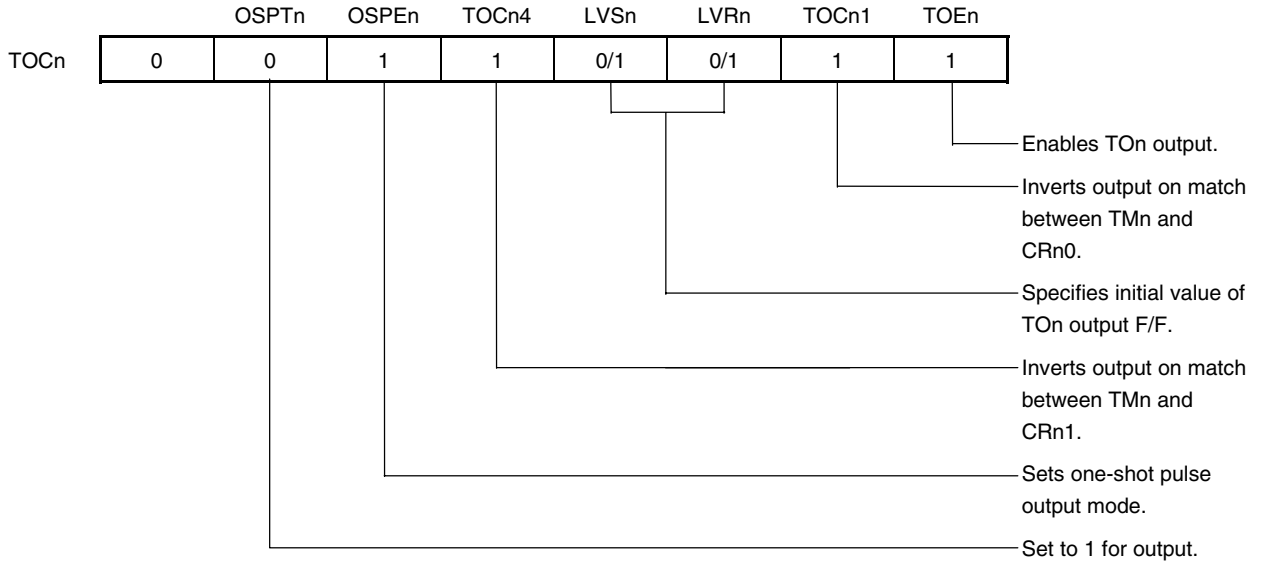 OSPTn OSPEn TOCn4 LVSn LVRn TOCn1 TOEn
TOCn 0 0 1 1 0/1 0/1 1 1
Enables TOn output.
Inverts output on match
between TMn and
CRn0.
Specifies initial value of
TOn output F/F.
Inverts output on match
between TMn and
CRn1.
Sets one-shot pulse
output mode.
Set to 1 for output.